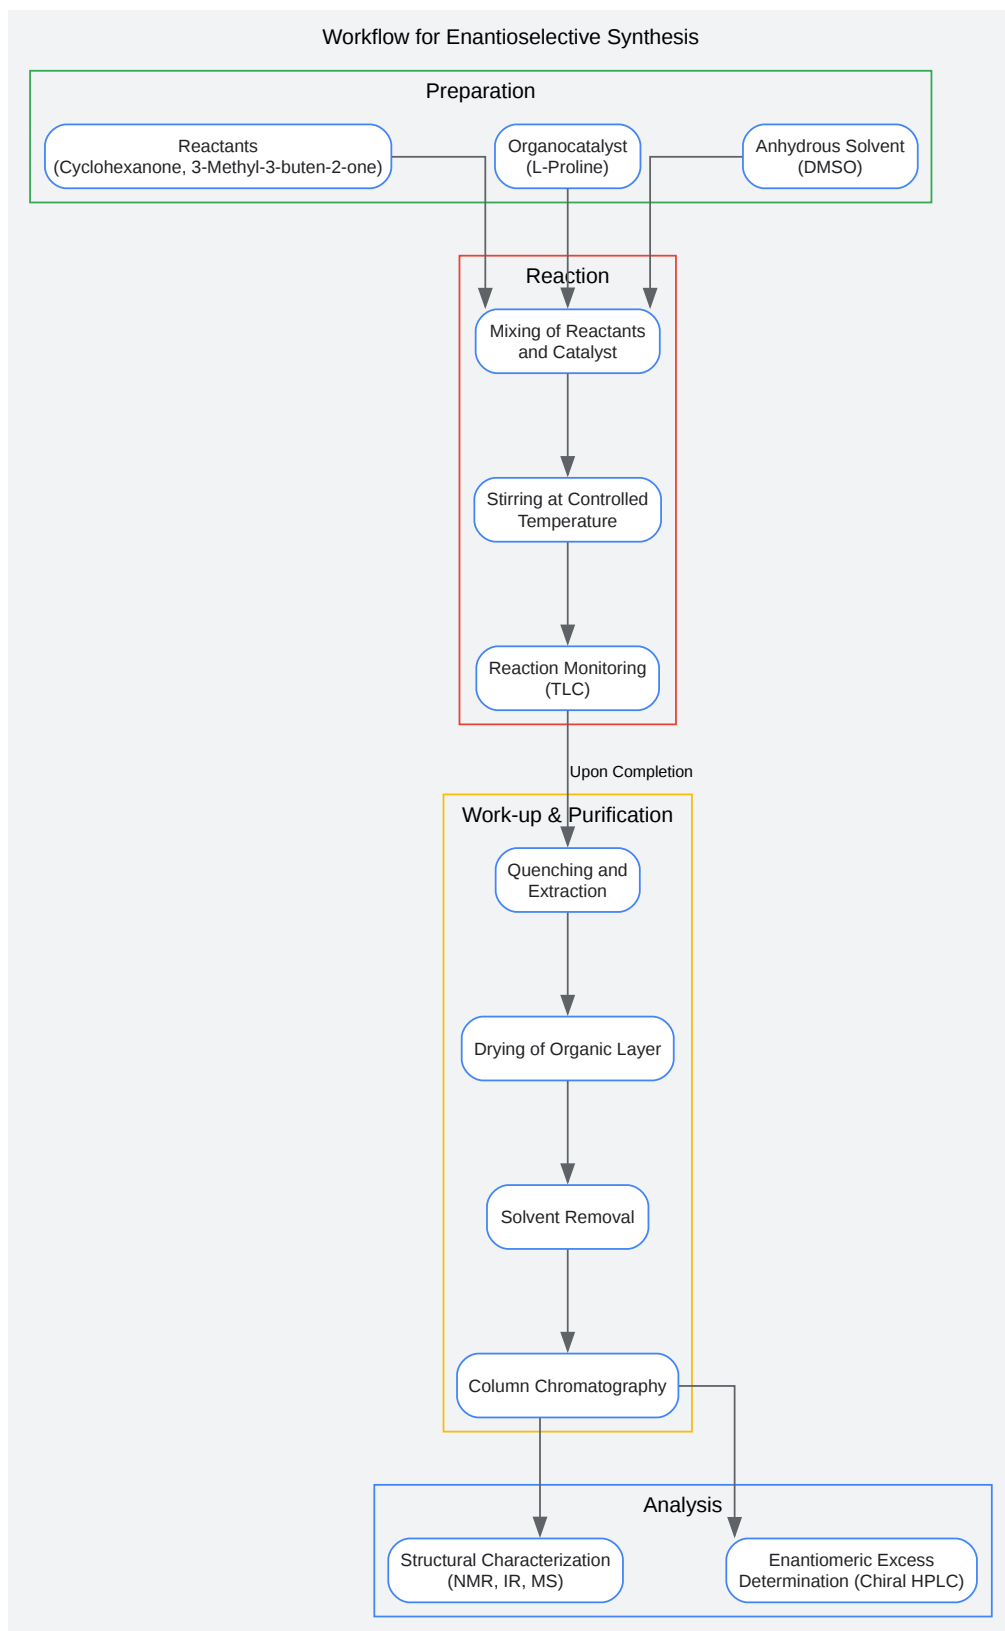 Workflow for Enantioselective Synthesis
Preparation
Reactants
(Cyclohexanone, 3-Methyl-3-buten-2-one)
Organocatalyst
(L-Proline)
Anhydrous Solvent
(DMSO)
Reaction
Mixing of Reactants
and Catalyst
Stirring at Controlled
Temperature
Reaction Monitoring
(TLC)
Upon Completion
Work-up & Purification
Quenching and
Extraction
Drying of Organic Layer
Solvent Removal
Column Chromatography
Analysis
Structural Characterization
(NMR, IR, MS)
Enantiomeric Excess
Determination (Chiral HPLC)